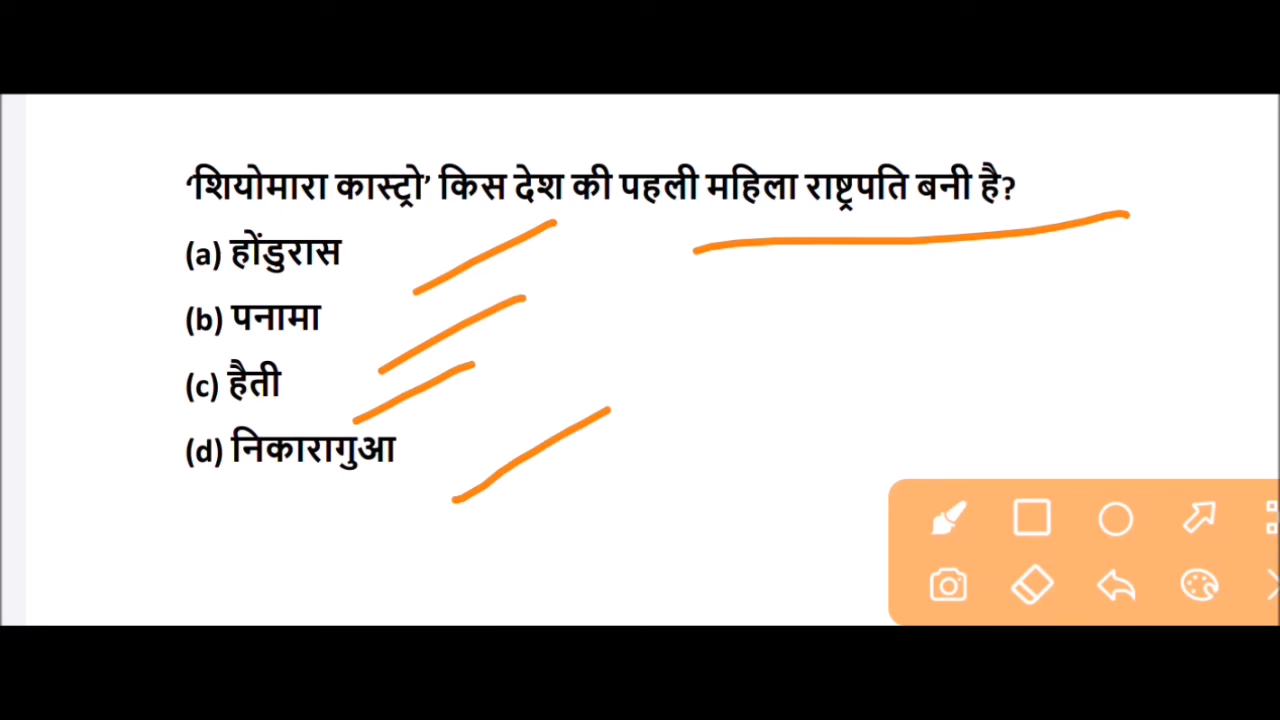 ‘शियोमारा कास्ट्रो’ किस देश की पहली महिला राष्ट्रपति बनी है?
(a) होंडुरास
(b) पनामा
(c) हैती
(d) निकारागुआ